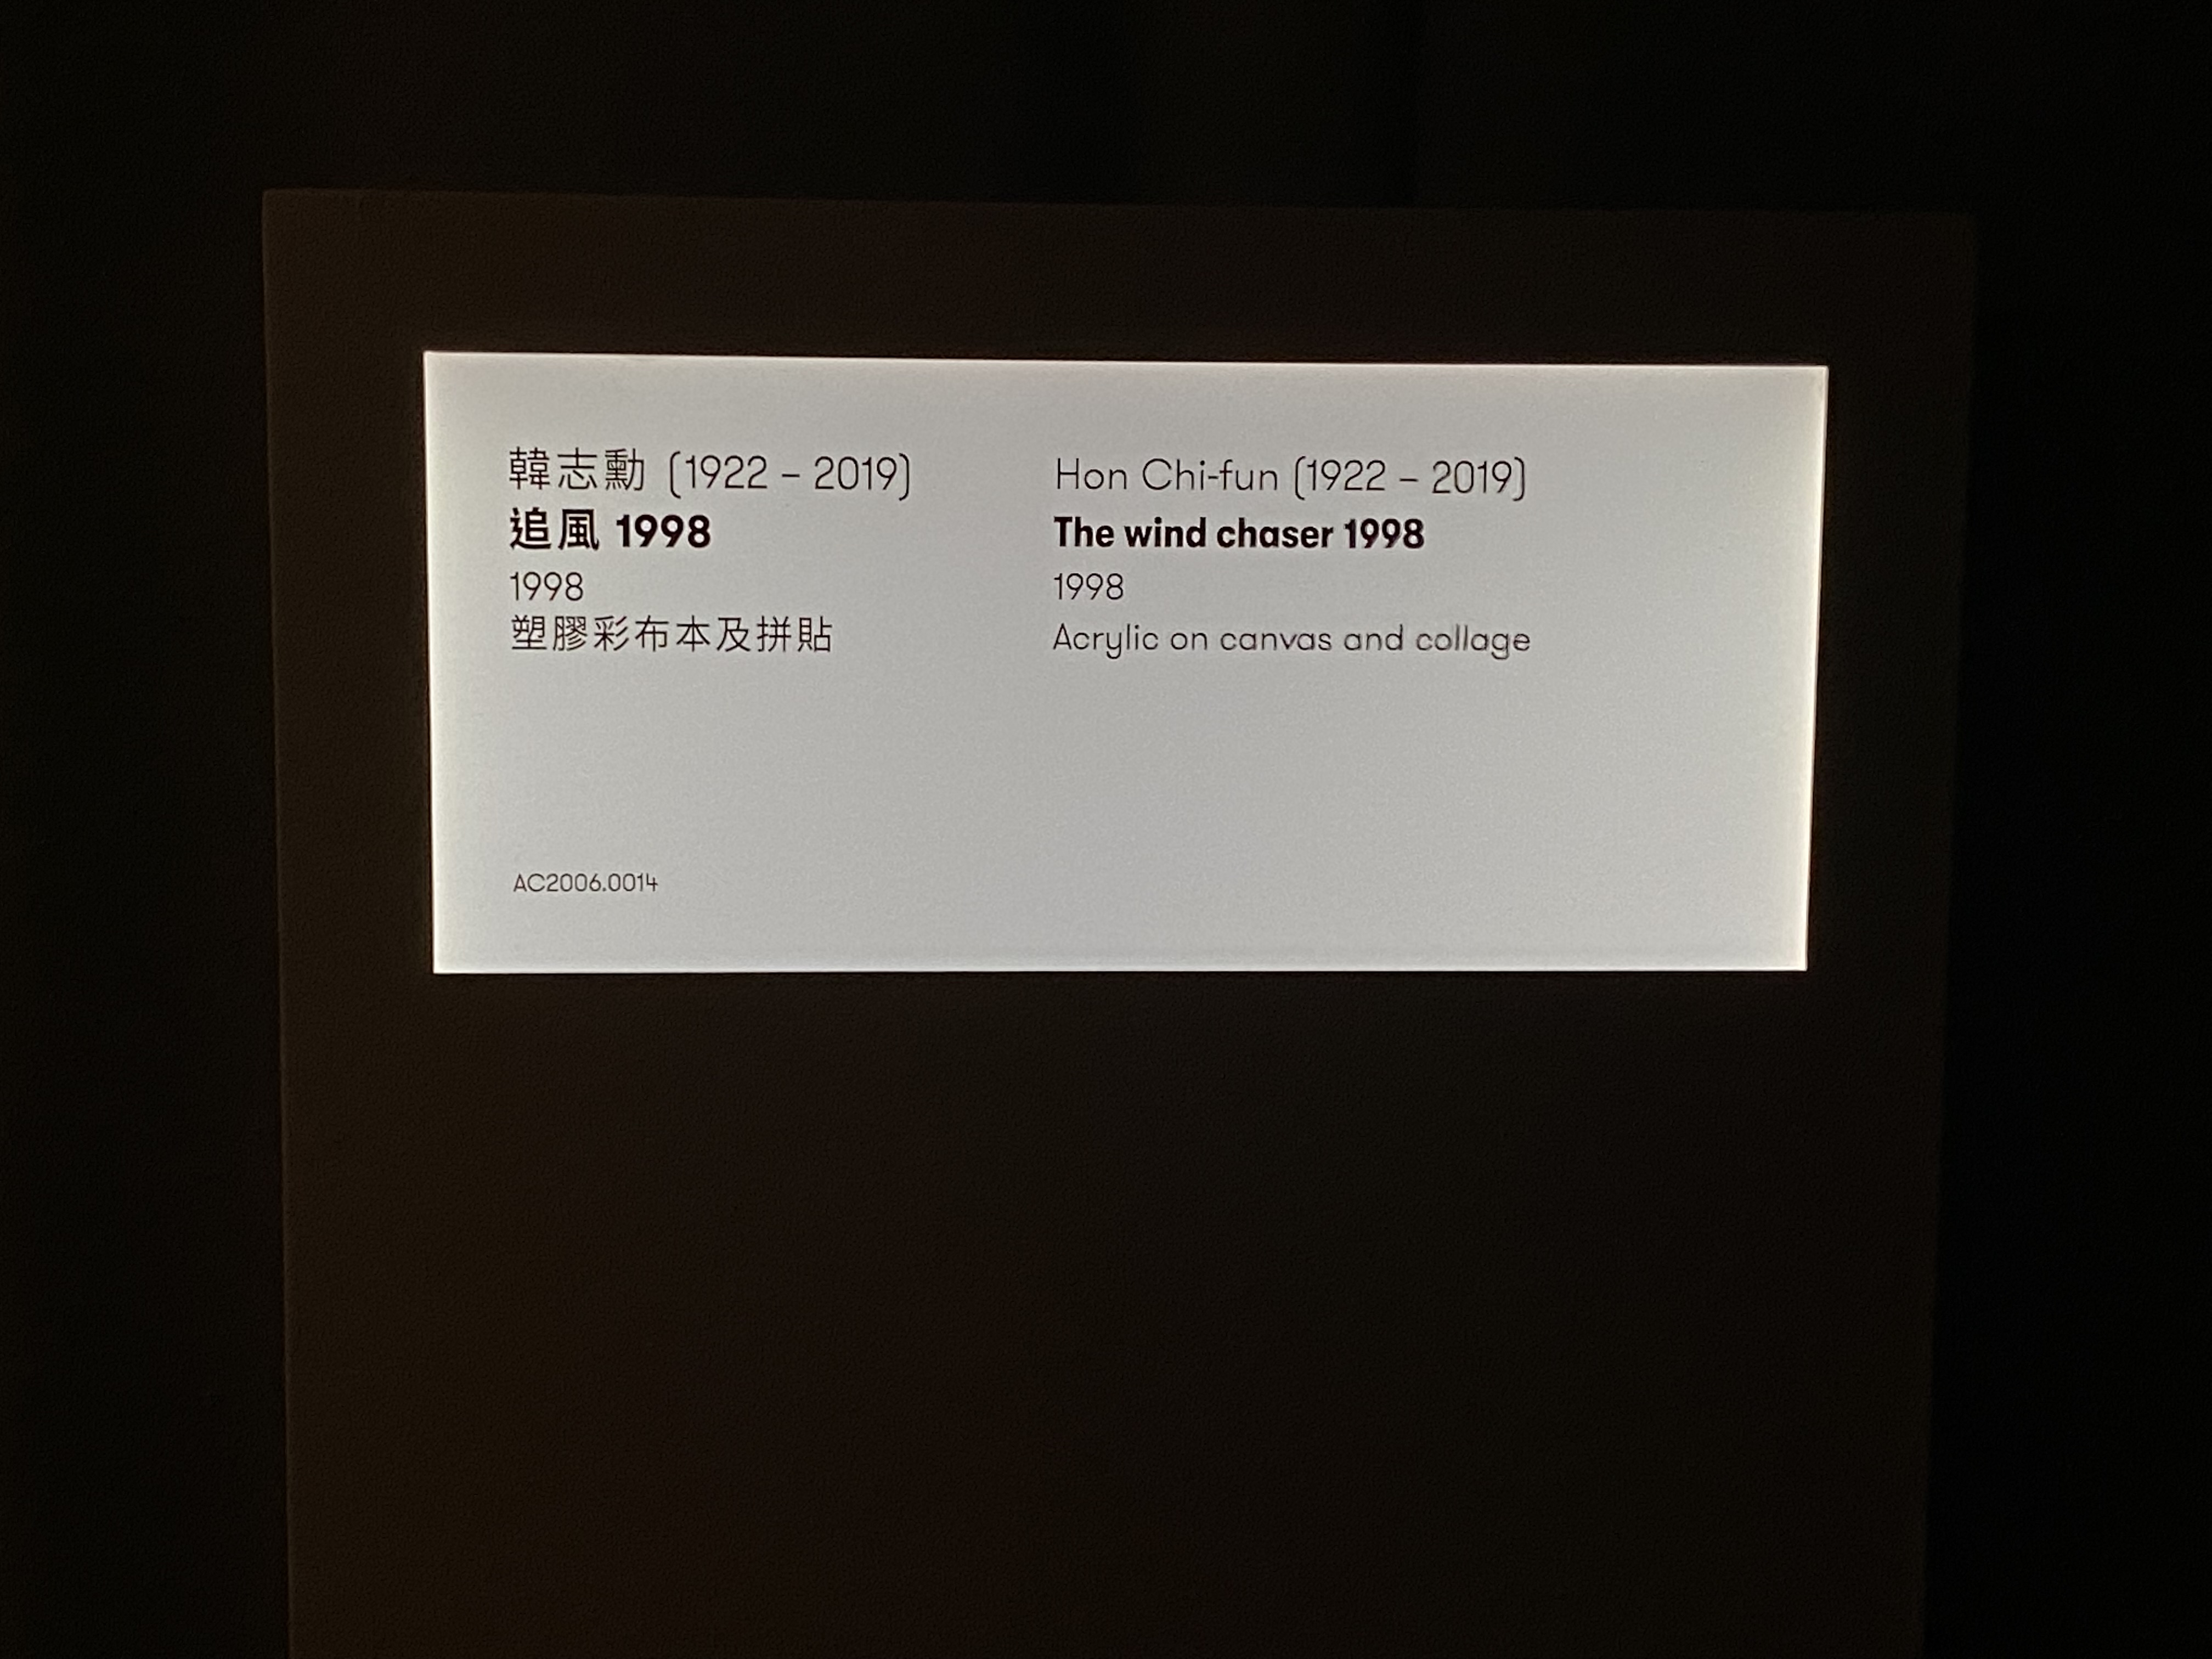 韓志勳 (1922 – 2019)
追風 1998
1998
塑膠彩布本及拼貼
Hon Chi-fun (1922 – 2019)
The wind chaser 1998
1998
Acrylic on canvas and collage
AC2006.0014